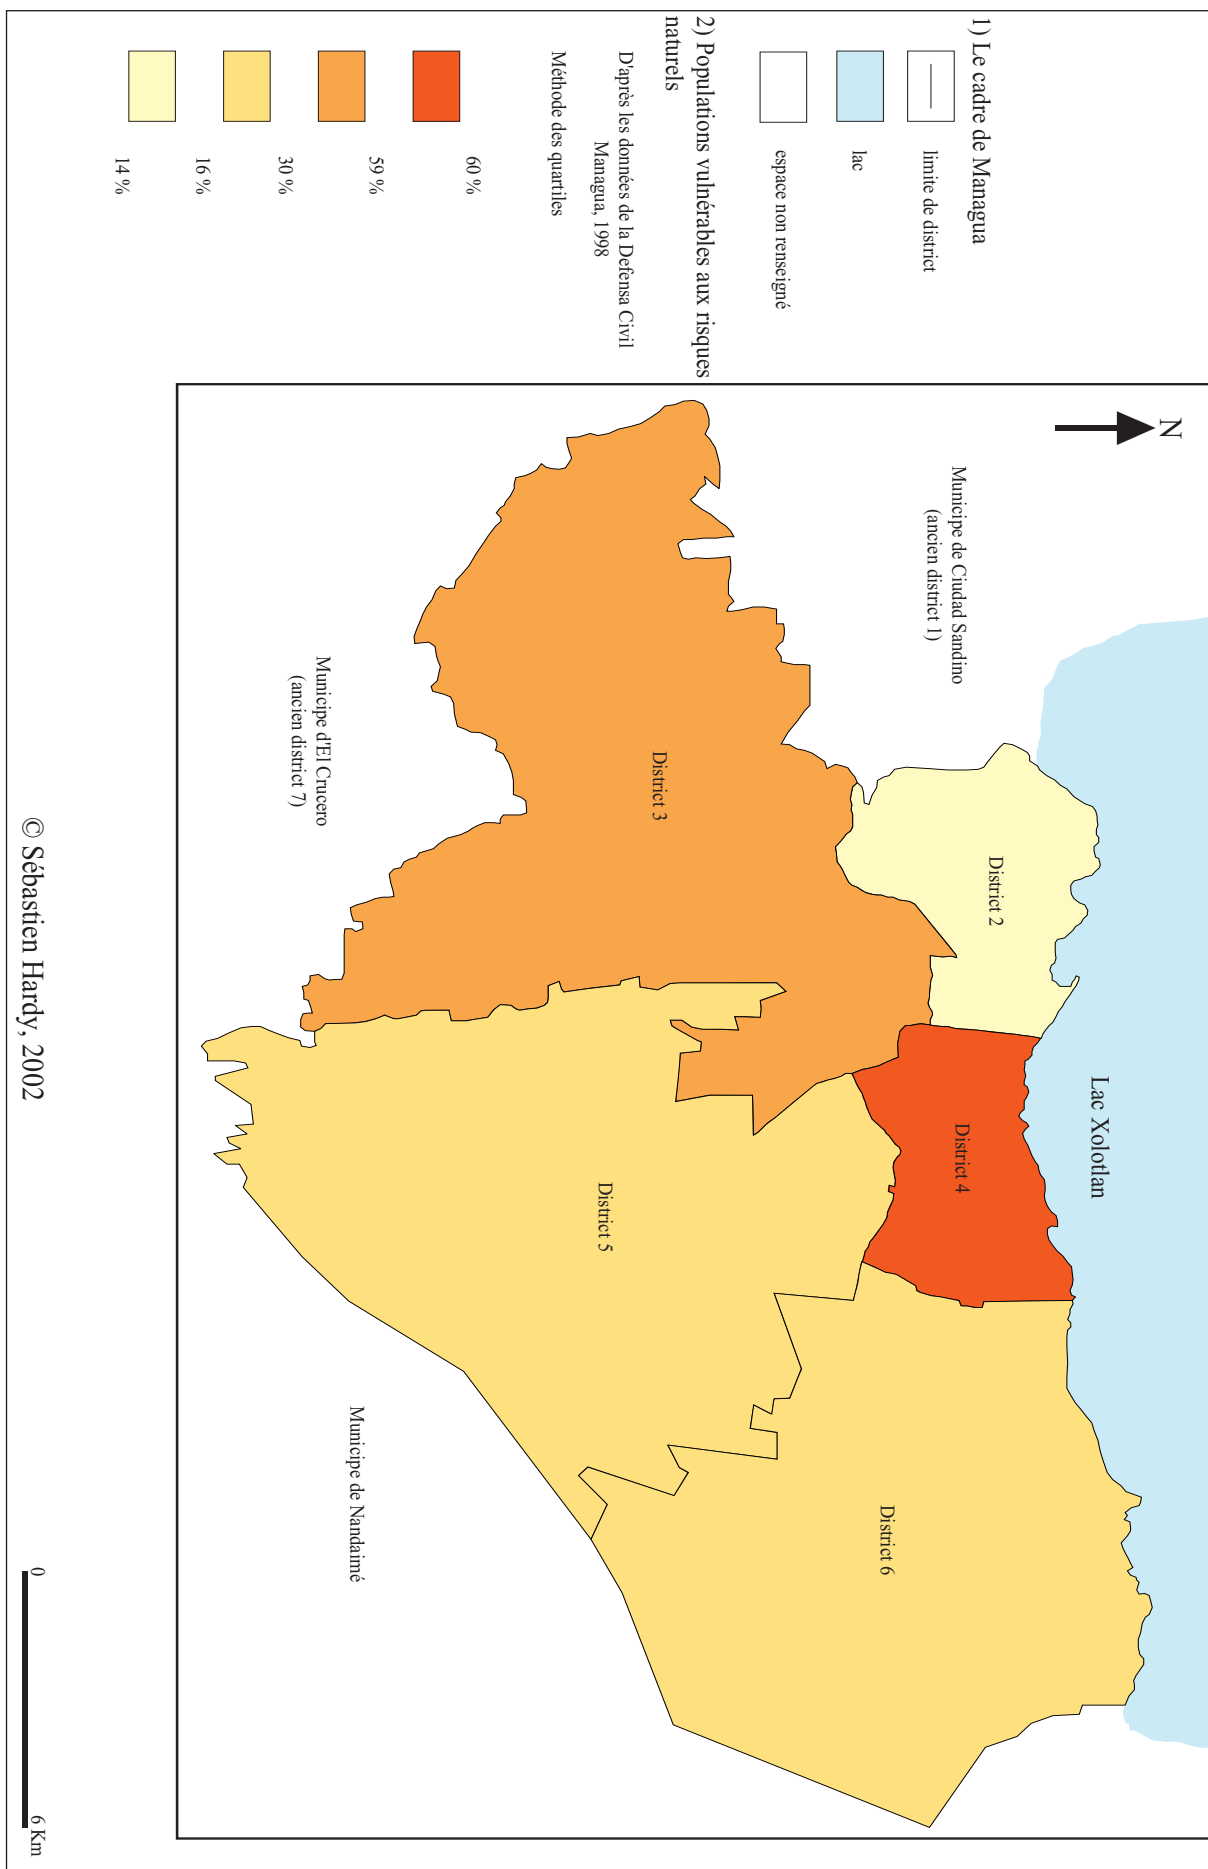 1) Le cadre de Managua
limite de district
lac
espace non renseigné
2) Populations vulnérables aux risques
naturels
D'après les données de la Defensa Civil
Managua, 1998
Méthode des quartiles
60 %
59 %
30 %
16 %
14 %
N
Municipe de Ciudad Sandino
(ancien district 1)
Lac Xolotlan
District 2
District 4
District 6
District 3
District 5
Municipe d'El Crucero
(ancien district 7)
Municipe de Nandaimé
© Sébastien Hardy, 2002
0
6 Km